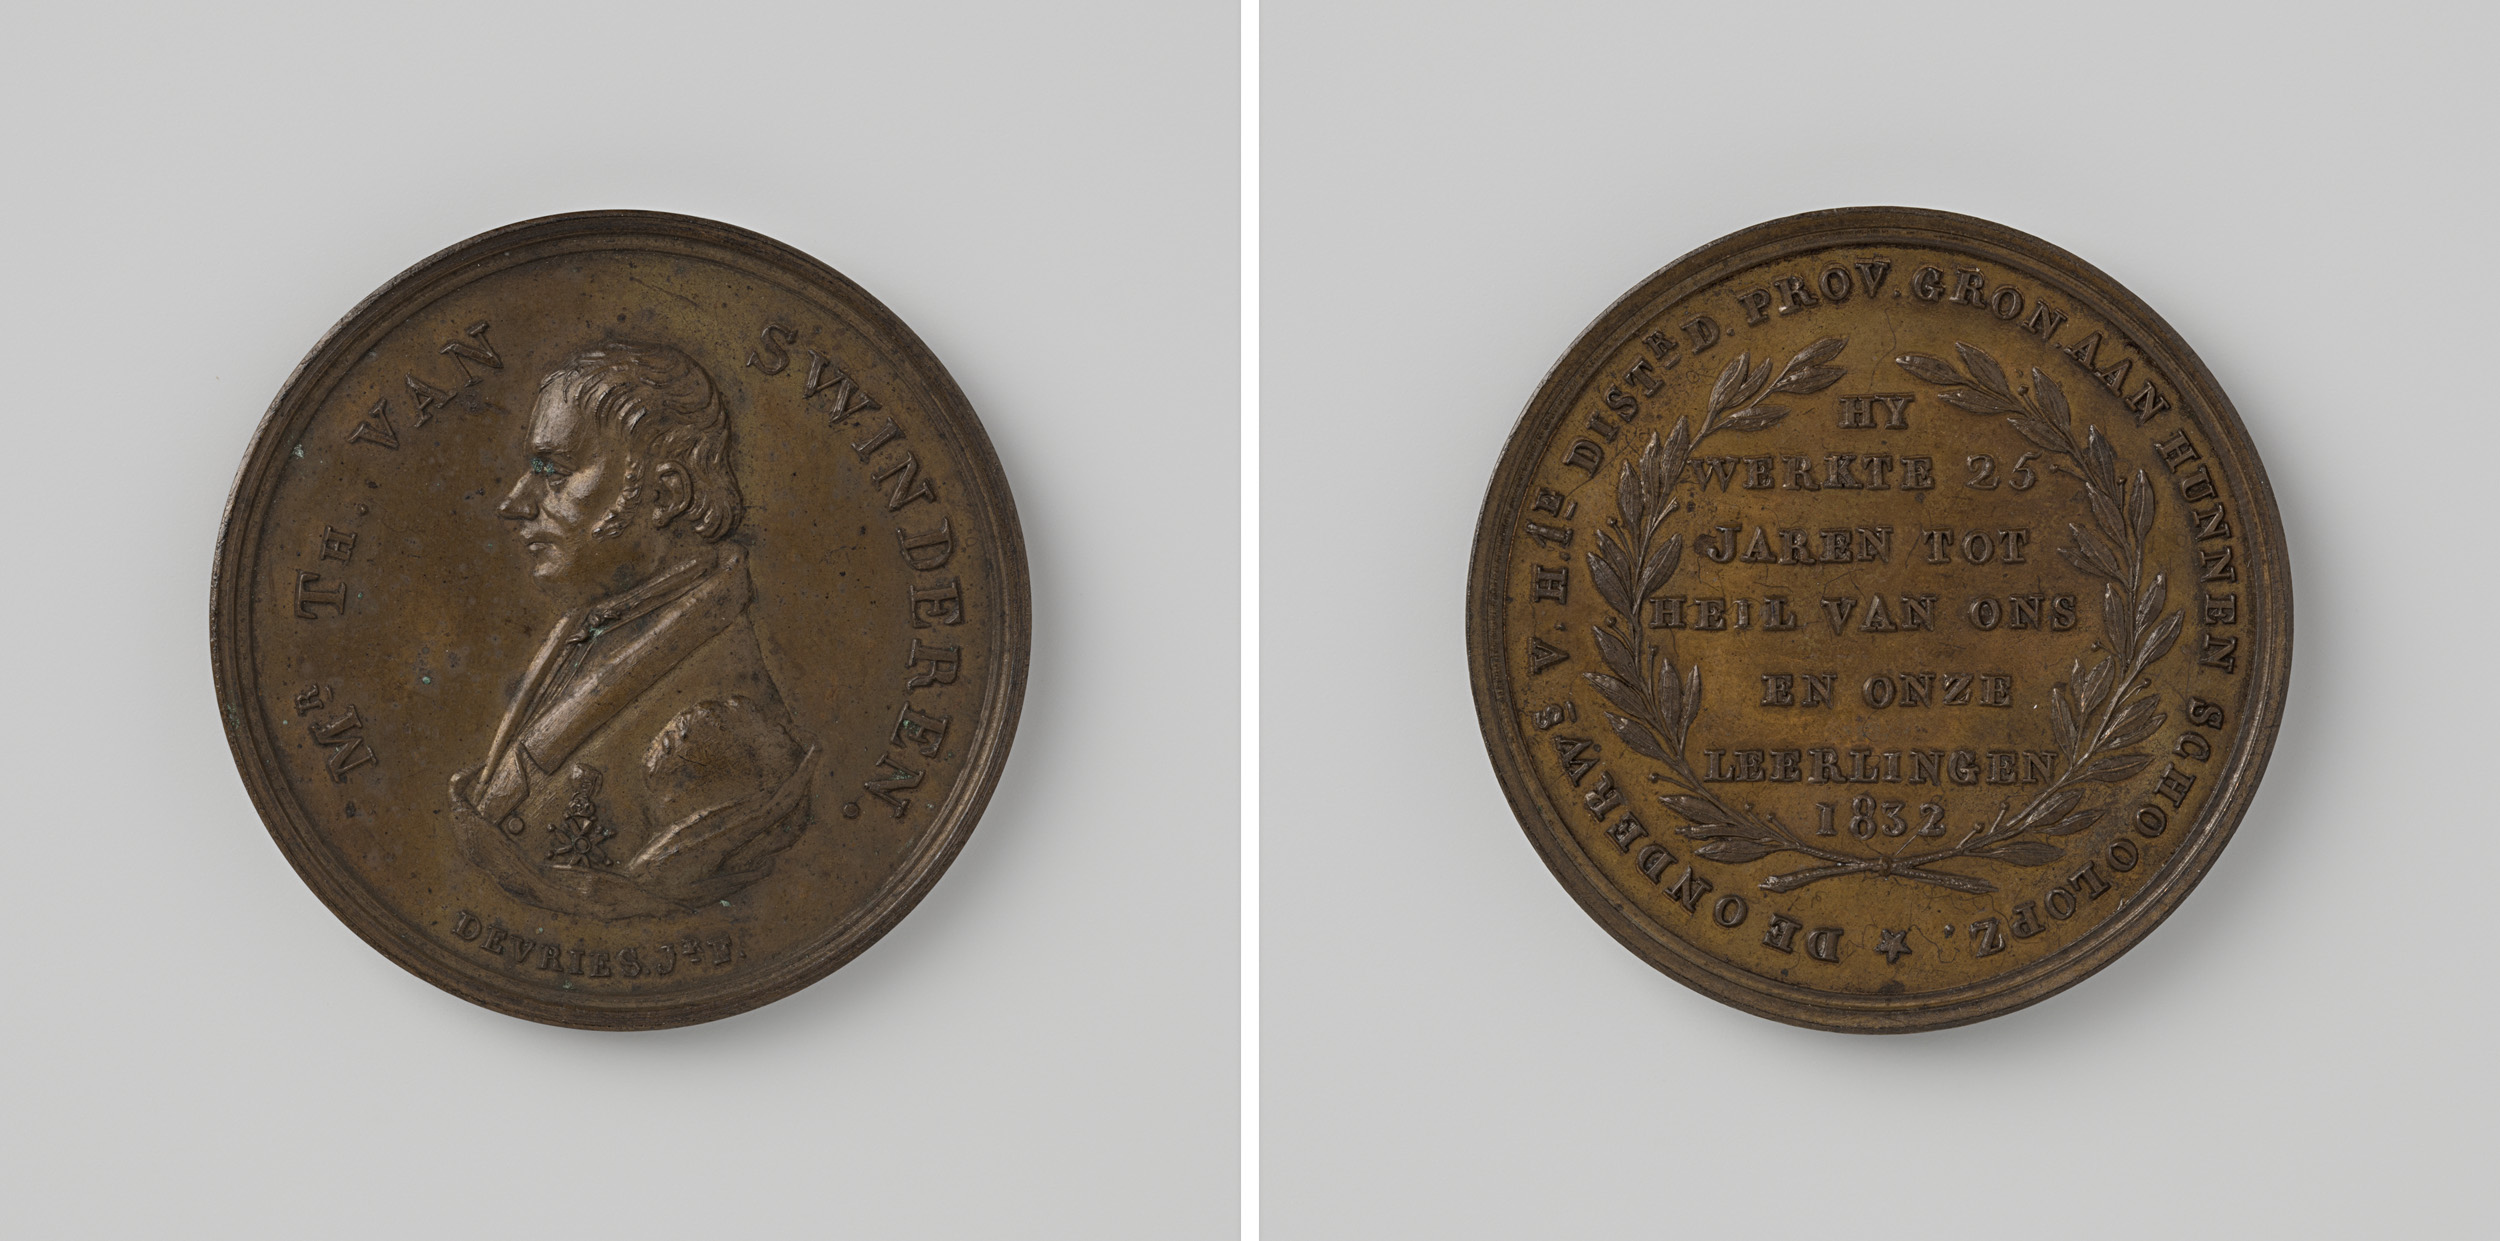 Mr TH. VAN SWINDEREN.
DEVRIES. Jr F.
DE ONDERWs. V. H. 1E DISTr D. PROV. GRON. AAN HUNNEN SCHOOLOPZ.
HY
WERKTE 25
JAREN TOT
HEIL VAN ONS
EN ONZE
LEERLINGEN
1832